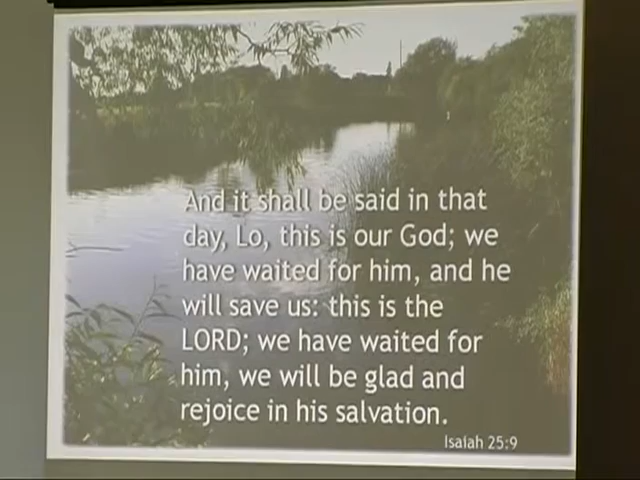 And it shall be said in that
day, Lo, this is our God; we
have waited for him, and he
will save us: this is the
LORD; we have waited for
him, we will be glad and
rejoice in his salvation.
Isaiah 25:9